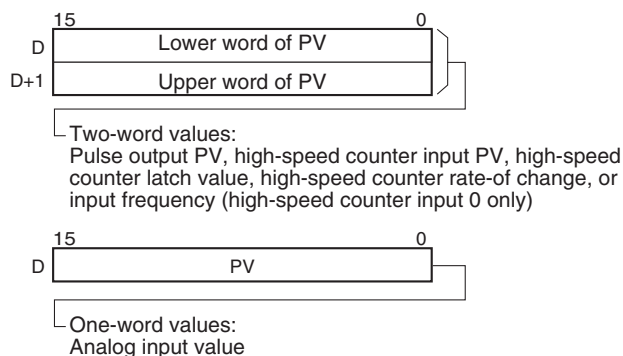 15 0
D Lower word of PV
D+1 Upper word of PV
Two-word values:
Pulse output PV, high-speed counter input PV, high-speed
counter latch value, high-speed counter rate-of change, or
input frequency (high-speed counter input 0 only)
15 0
D PV
One-word values:
Analog input value